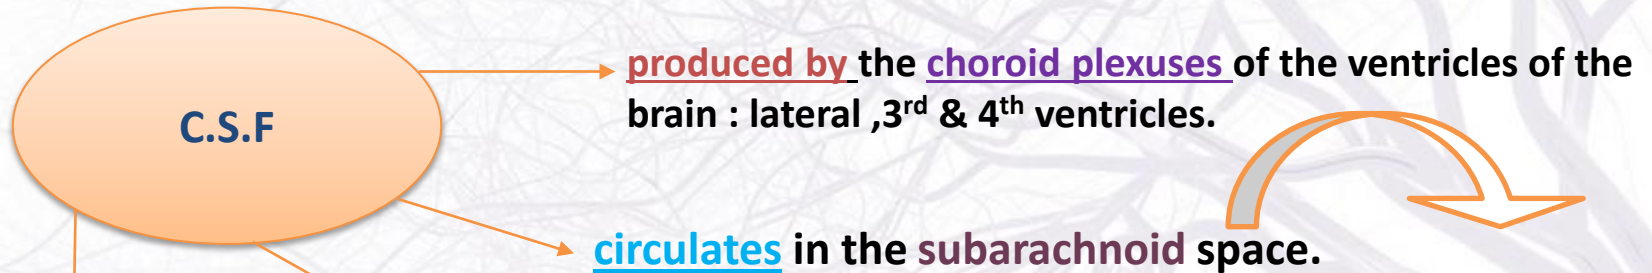 C.S.F
produced by the choroid plexuses of the ventricles of the
brain : lateral ,3rd & 4th ventricles.
circulates in the subarachnoid space.